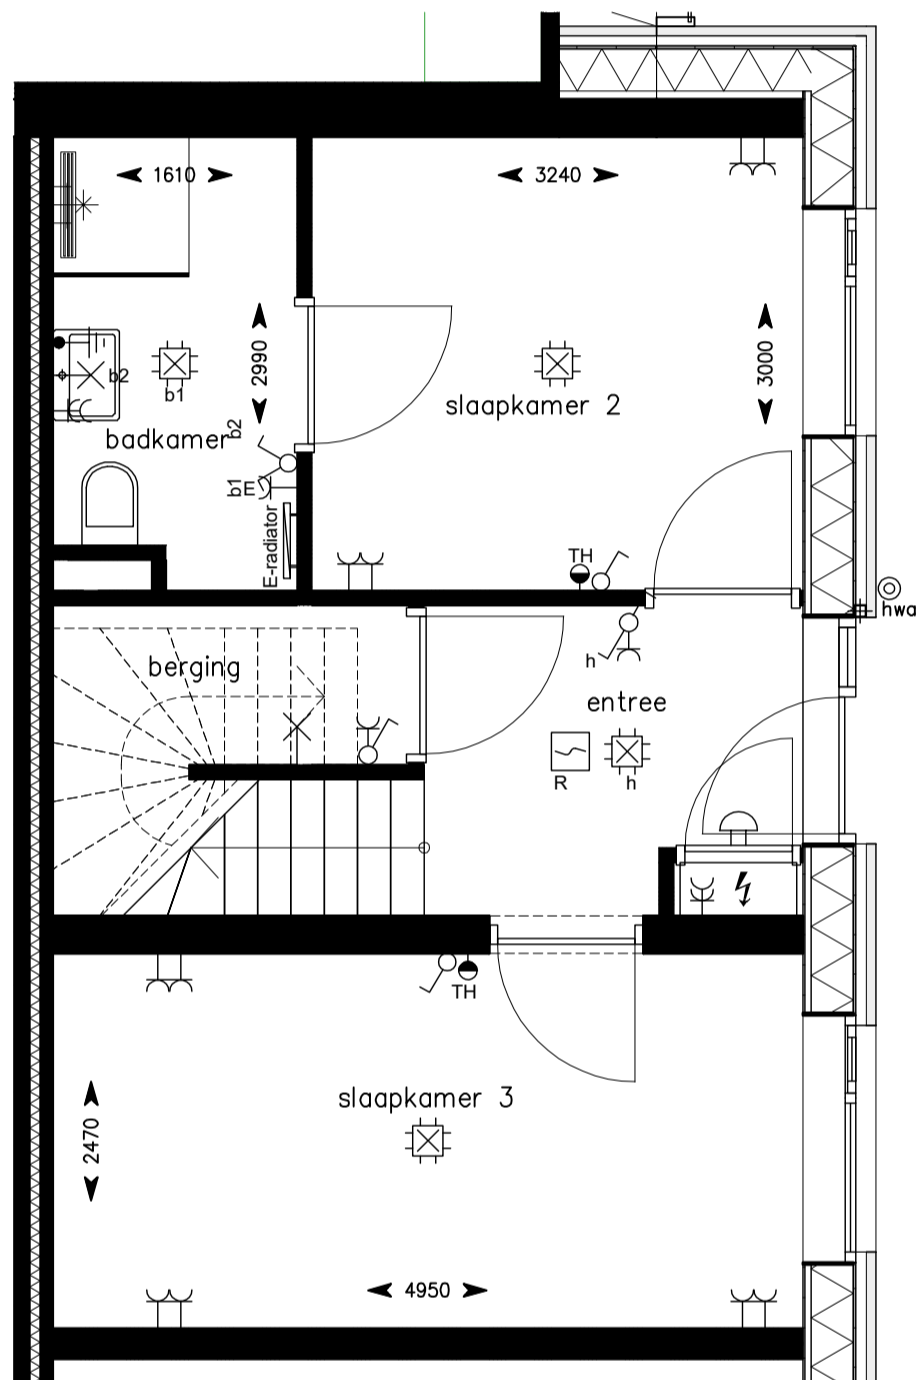 1610
3240
2990
3000
b2
b1
slaapkamer 2
badkamer
b2
b1
E
E-radiator
TH
hwa
h
berging
entree
R
h
TH
slaapkamer 3
2470
4950